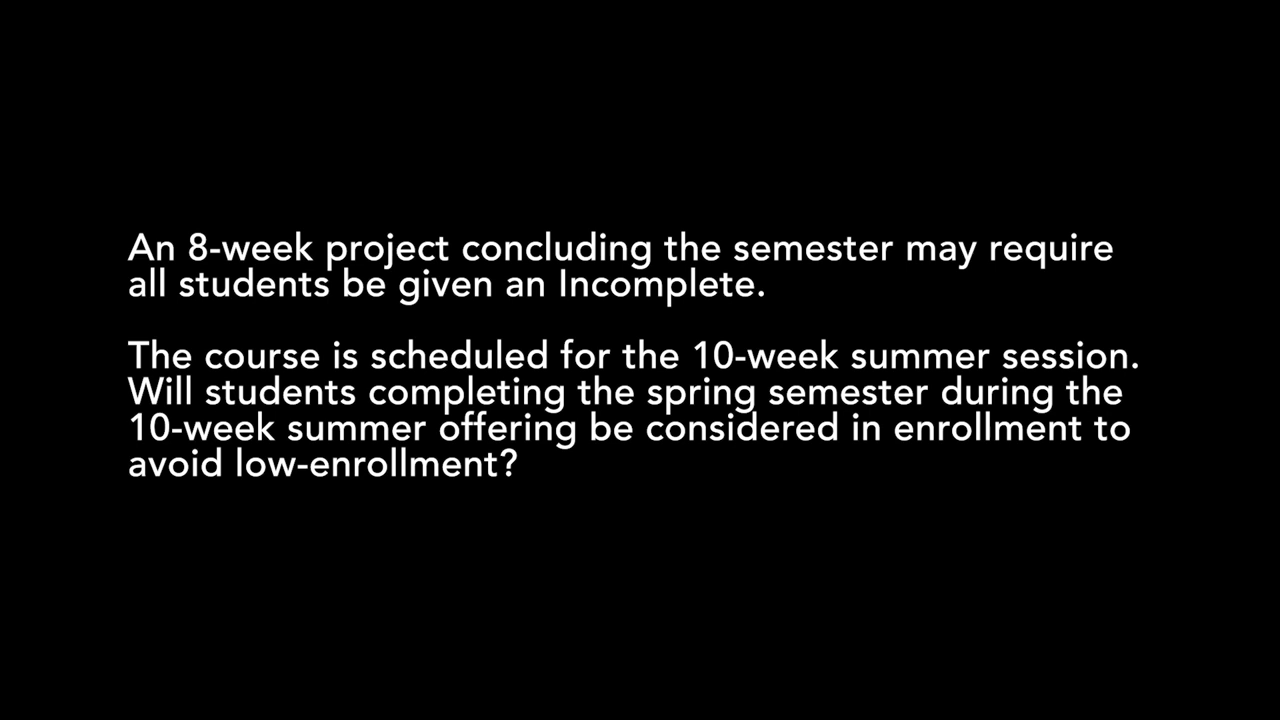 An 8-week project concluding the semester may require
all students be given an Incomplete.
The course is scheduled for the 10-week summer session.
Will students completing the spring semester during the
10-week summer offering be considered in enrollment to
avoid low-enrollment?